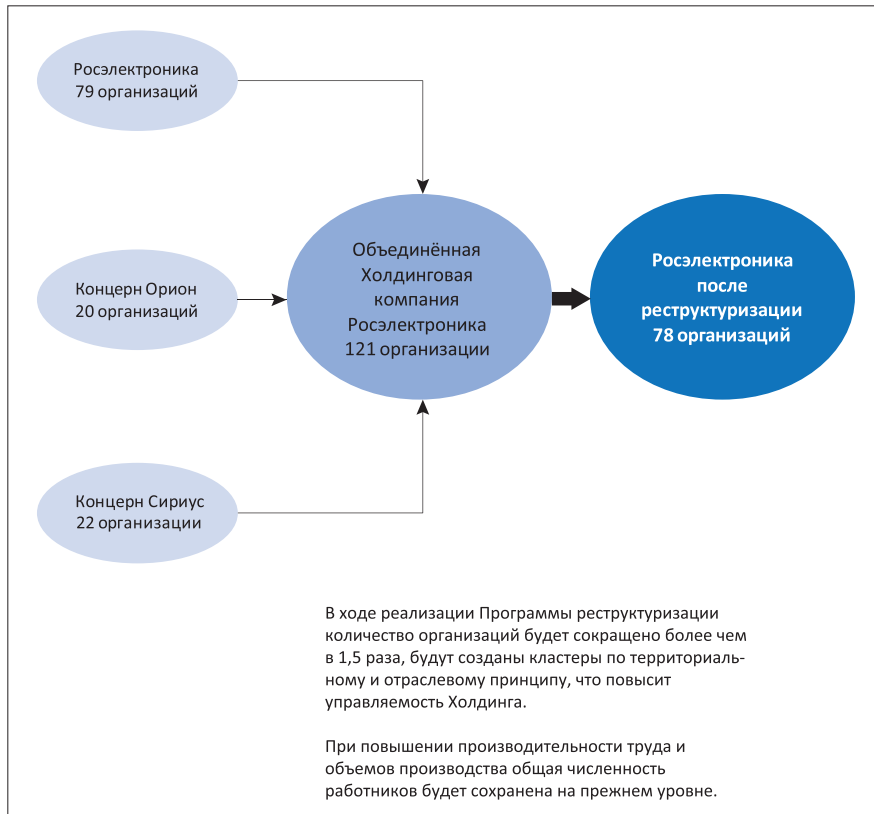 Росэлектроника
79 организаций
Концерн Орион
20 организаций
Концерн Сириус
22 организации
Объединённая
Холдинговая
компания
Росэлектроника
121 организации
Росэлектроника
после
реструктуризации
78 организаций
В ходе реализации Программы реструктуризации
количество организаций будет сокращено более чем
в 1,5 раза, будут созданы кластеры по территориаль-
ному и отраслевому принципу, что повысит
управляемость Холдинга.
При повышении производительности труда и
объемов производства общая численность
работников будет сохранена на прежнем уровне.